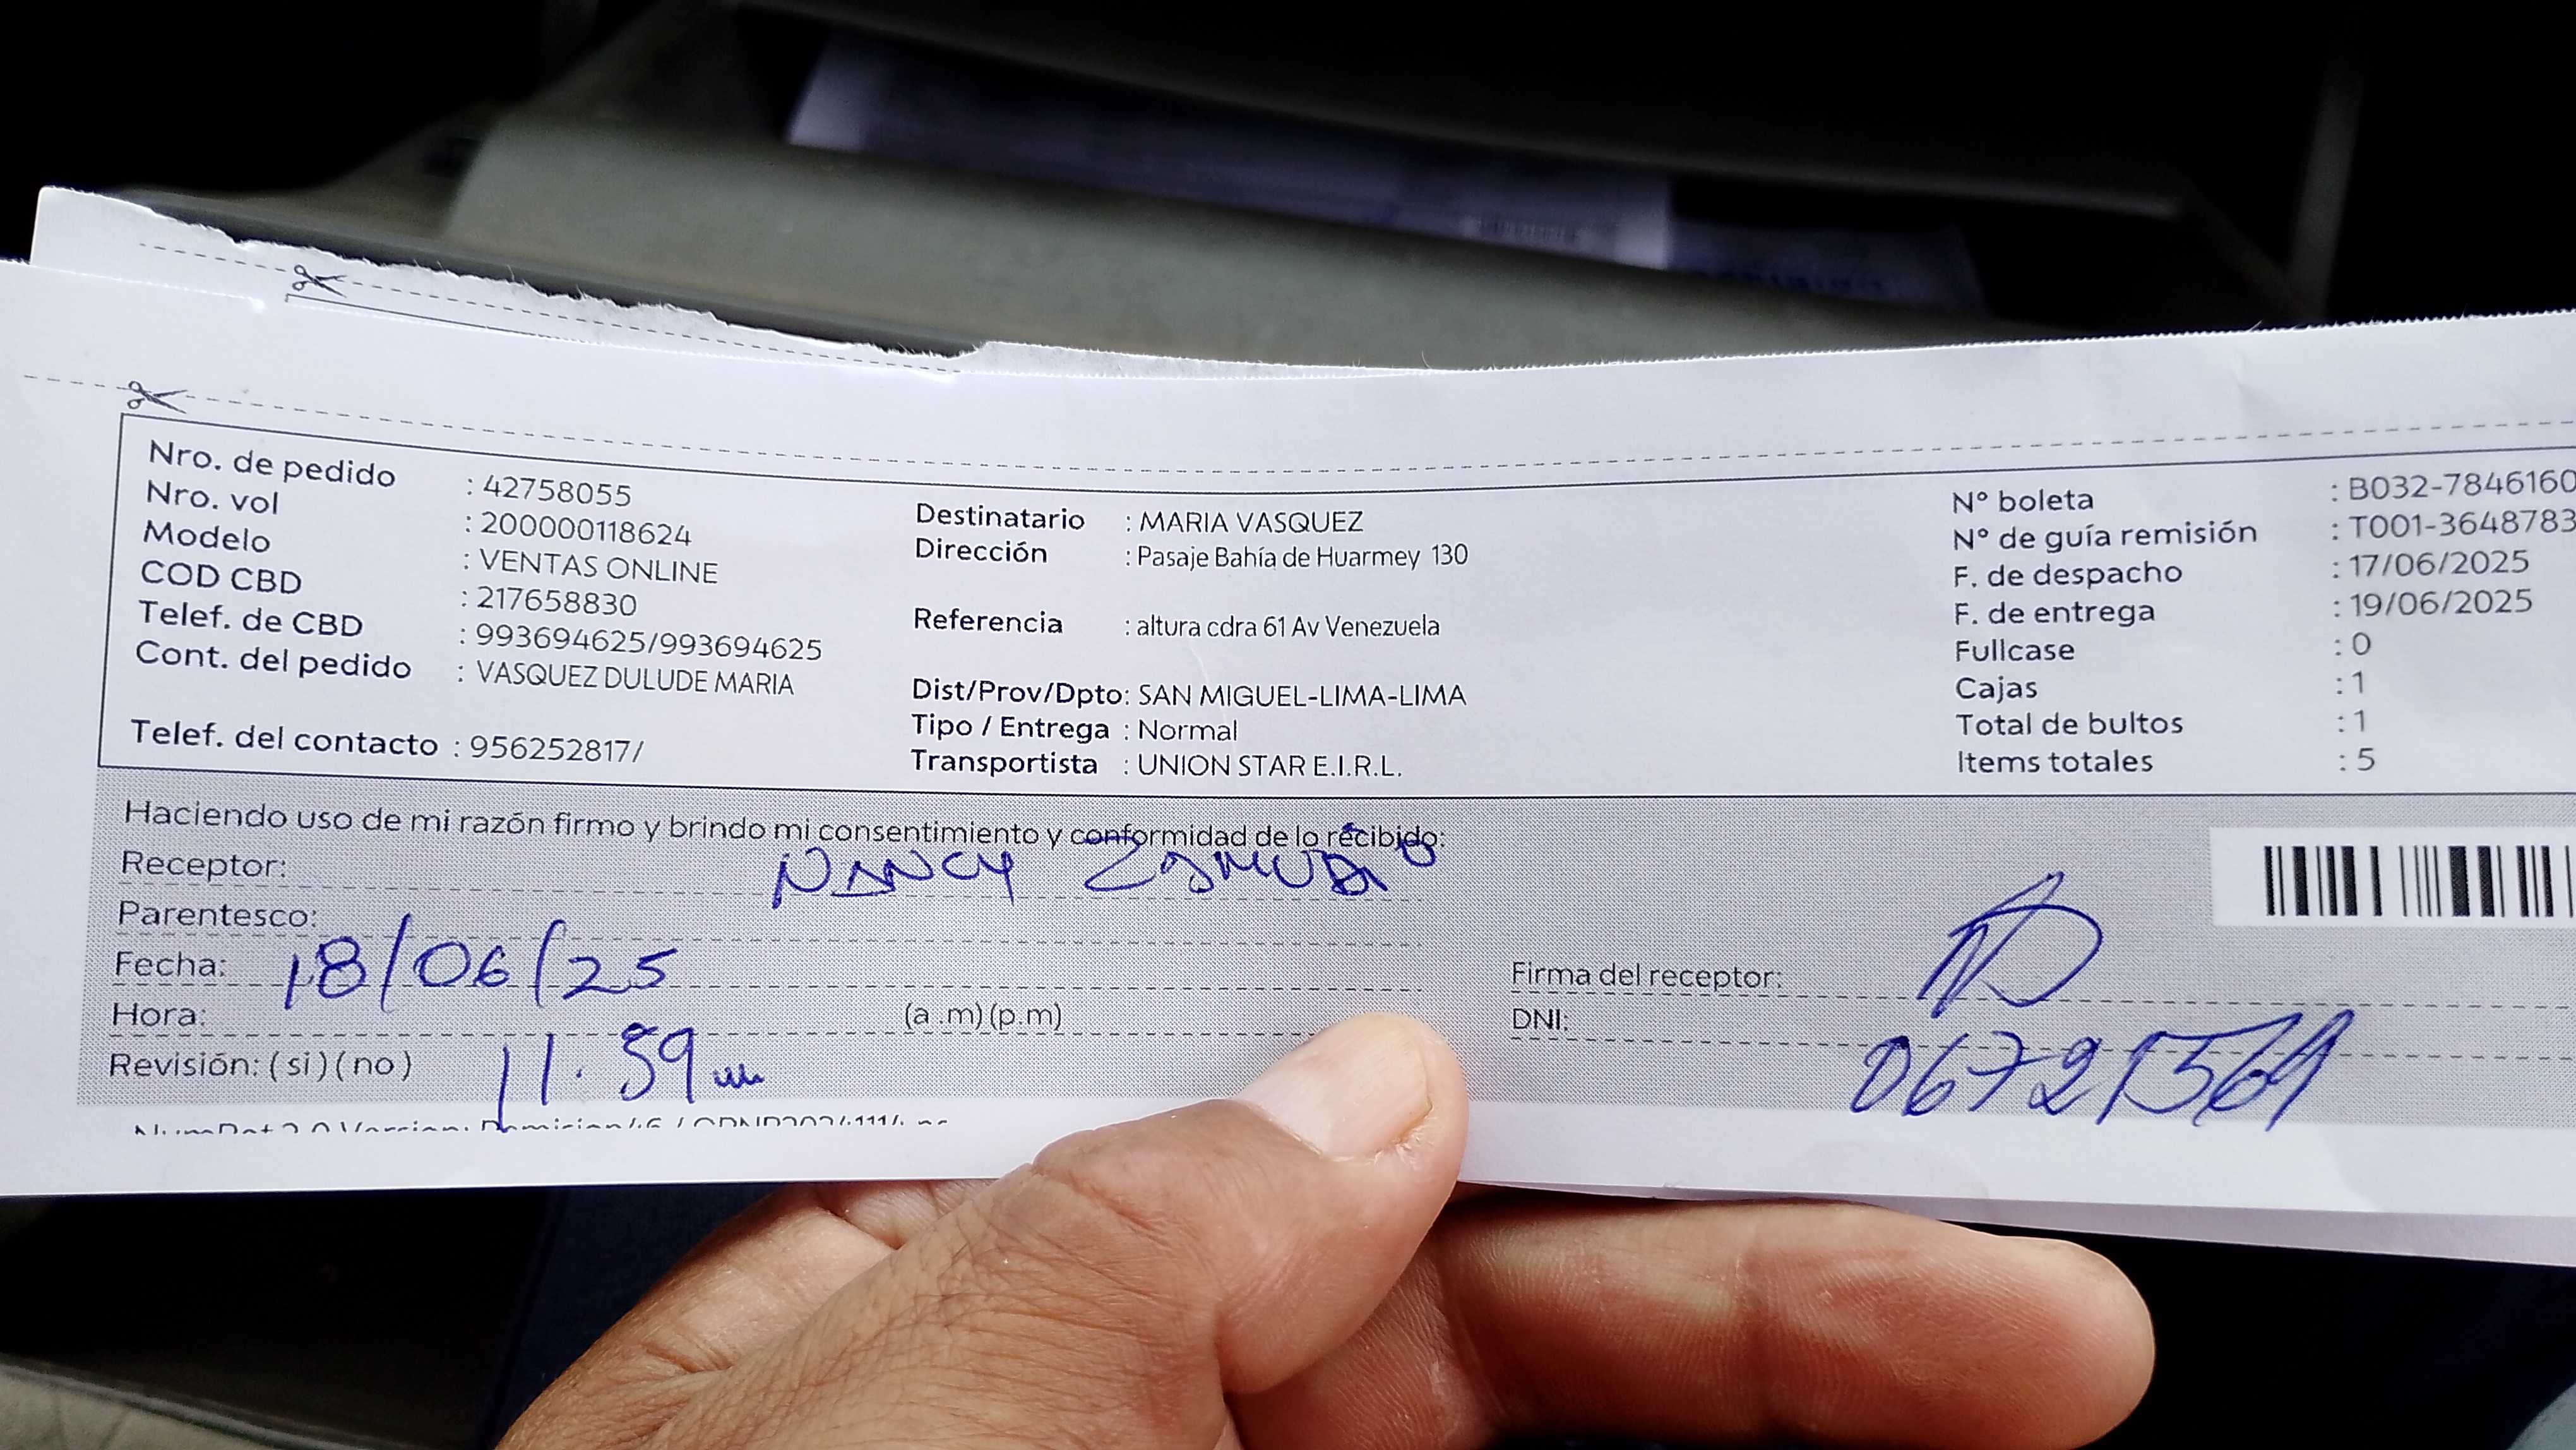 Nro. de pedido : 42758055
Nro. vol : 200000118624
Modelo : VENTAS ONLINE
COD CBD : 217658830
Telef. de CBD : 993694625/993694625
Cont. del pedido : VASQUEZ DULUDE MARIA
Telef. del contacto : 956252817/
Destinatario : MARIA VASQUEZ
Dirección : Pasaje Bahía de Huarmey 130
Referencia : altura cdra 61 Av Venezuela
Dist/Prov/Dpto: SAN MIGUEL-LIMA-LIMA
Tipo / Entrega : Normal
Transportista : UNION STAR E.I.R.L.
N° boleta : B032-7846160
N° de guía remisión : T001-3648783
F. de despacho : 17/06/2025
F. de entrega : 19/06/2025
Fullcase : 0
Cajas : 1
Total de bultos : 1
Items totales : 5
Haciendo uso de mi razón firmo y brindo mi consentimiento y conformidad de lo recibido:
Receptor: NANCY
Parentesco:
Fecha: 18/06/25
Hora: 11.59 (a .m) (p.m)
Revisión: ( si ) ( no )
Firma del receptor:
DNI: 06721569